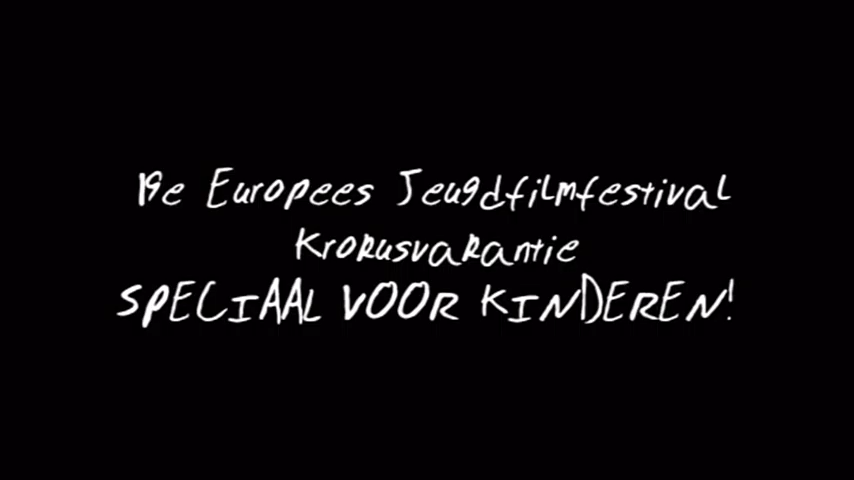 19e Europees Jeugdfilmfestival
Krokusvakantie
SPECIAAL VOOR KINDEREN!